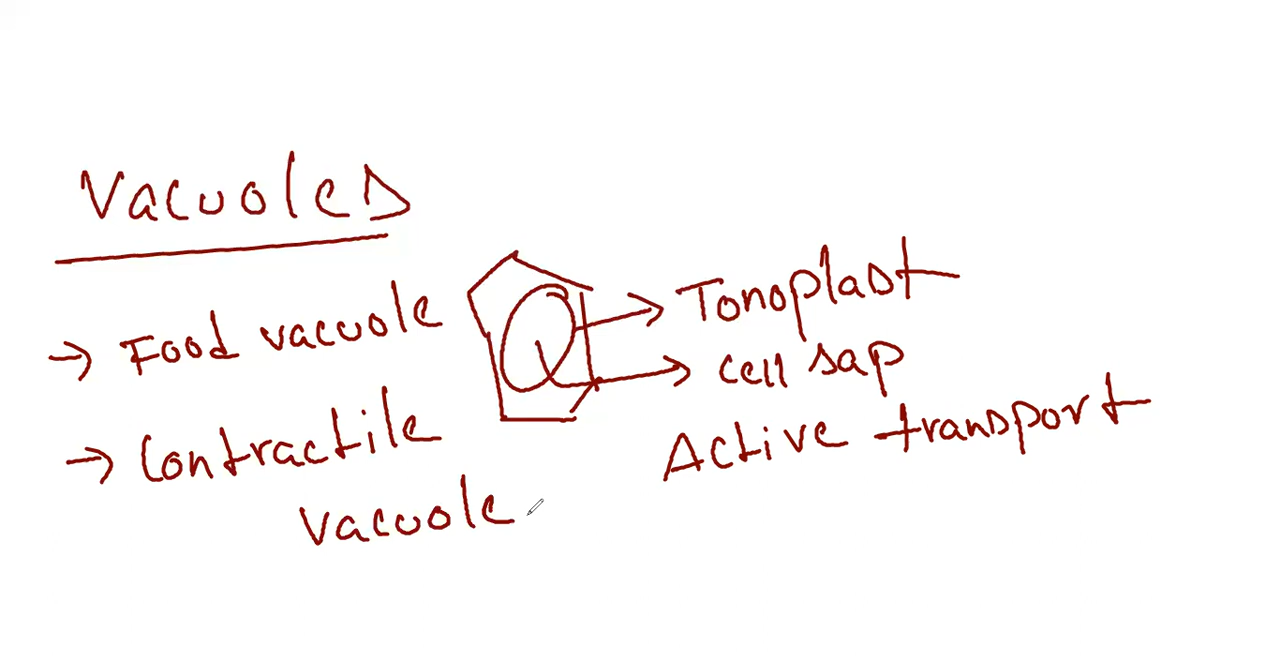 Vacuoles
→ Food vacuole
→ Contractile
vacuole
→ Tonoplast
→ Cell sap
Active transport